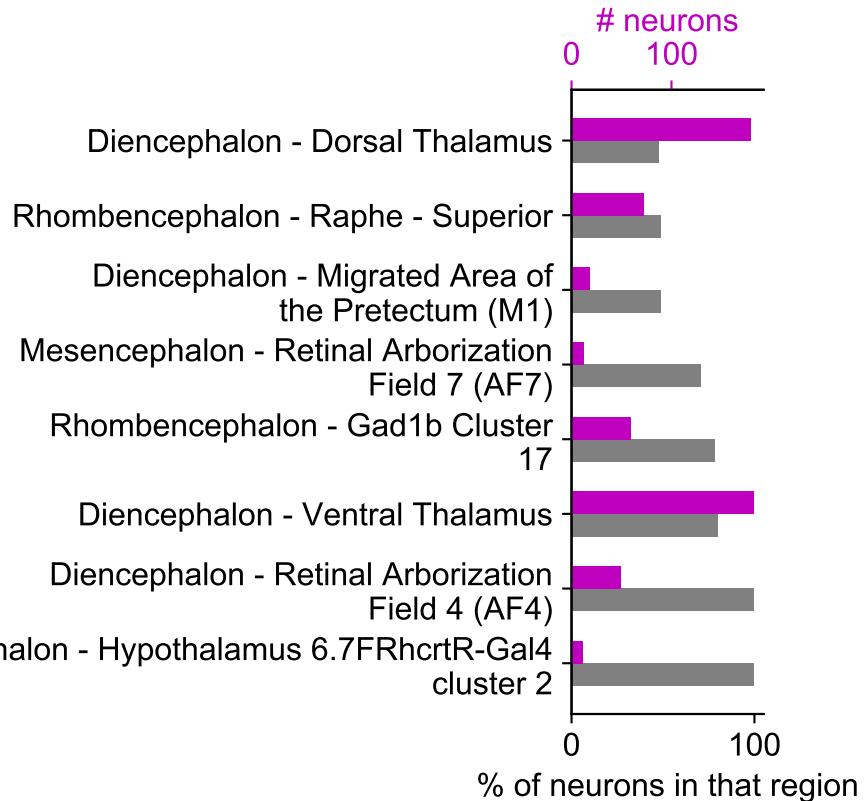 # neurons
0 100
Diencephalon - Dorsal Thalamus
Rhombencephalon - Raphe - Superior
Diencephalon - Migrated Area of
the Pretectum (M1)
Mesencephalon - Retinal Arborization
Field 7 (AF7)
Rhombencephalon - Gad1b Cluster
17
Diencephalon - Ventral Thalamus
Diencephalon - Retinal Arborization
Field 4 (AF4)
halon - Hypothalamus 6.7FRhcrtR-Gal4
cluster 2
0 100
% of neurons in that region